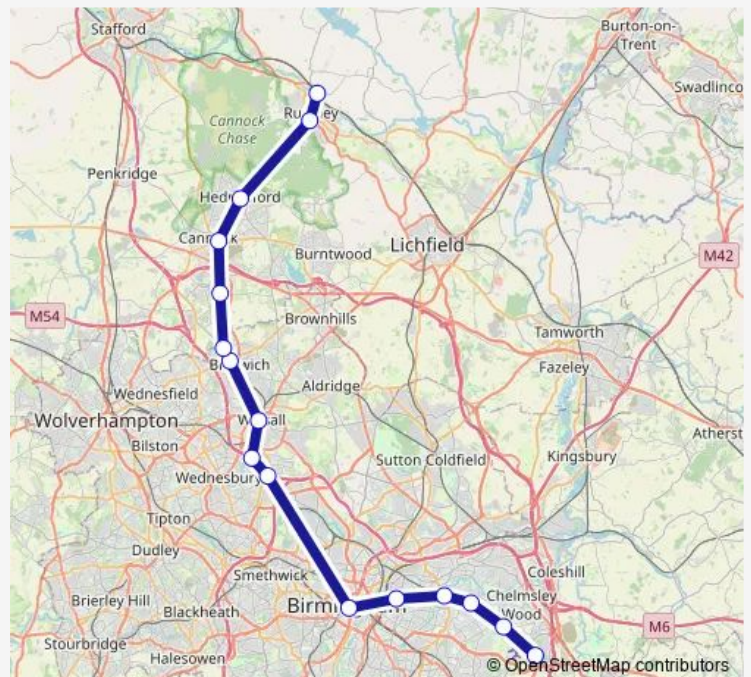 Stafford
Burton-on-
Trent
Swadlinco
Cannock
Chase
Penkridge
Lichfield
Burntwood
M42
M54
Brownhills
Tamworth
Fazeley
Aldridge
Wednesfield
Wolverhampton
Atherst
Bilston
Sutton Coldfield
Kingsbury
Wednesbury
Tipton
Dudley
Smethwick
Coleshill
Brierley Hill
Blackheath
Chelmsley
Wood
M6
Stourbridge
Halesowen
© OpenStreetMap contributors